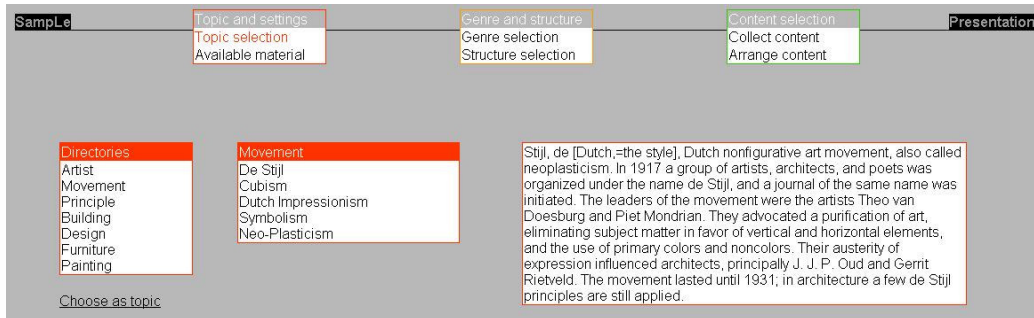 SampLe
Topic and settings
Topic selection
Available material
Genre and structure
Genre selection
Structure selection
Content selection
Collect content
Arrange content
Presentation
Directories
Artist
Movement
Principle
Building
Design
Furniture
Painting
Choose as topic
Movement
De Stijl
Cubism
Dutch Impressionism
Symbolism
Neo-Plasticism
Stijl, de [Dutch,=the style], Dutch nonfigurative art movement, also called
neoplasticism. In 1917 a group of artists, architects, and poets was
organized under the name de Stijl, and a journal of the same name was
initiated. The leaders of the movement were the artists Theo van
Doesburg and Piet Mondrian. They advocated a purification of art,
eliminating subject matter in favor of vertical and horizontal elements,
and the use of primary colors and noncolors. Their austerity of
expression influenced architects, principally J. J. P. Oud and Gerrit
Rietveld. The movement lasted until 1931; in architecture a few de Stijl
principles are still applied.